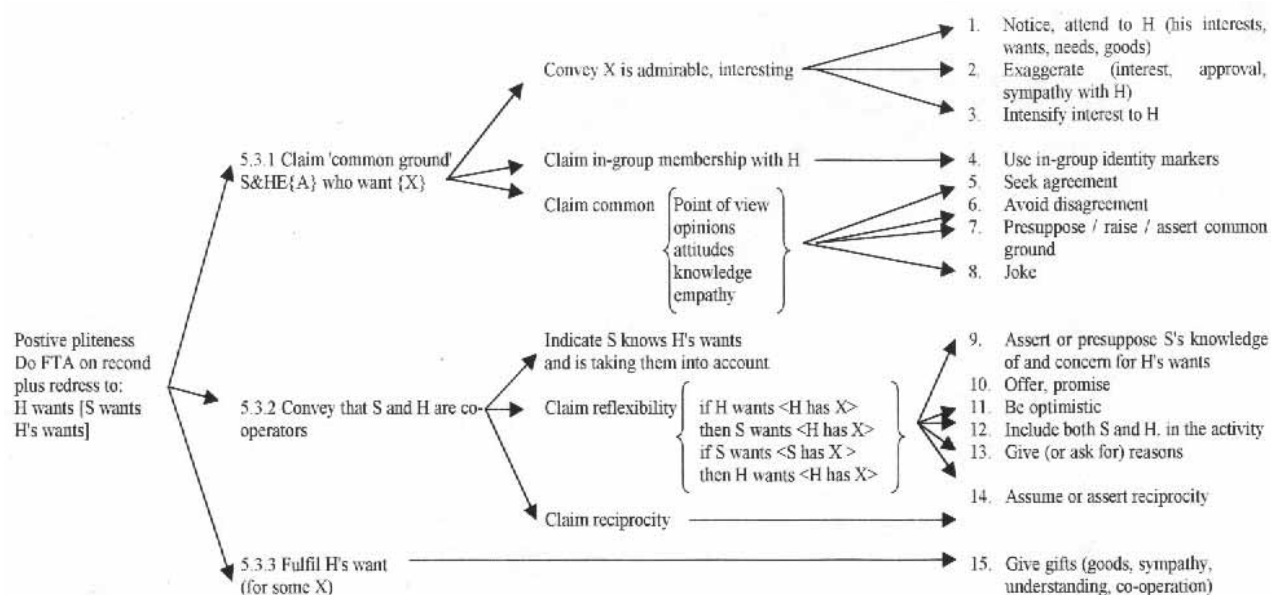 Convey X is admirable, interesting
1. Notice, attend to H (his interests,
wants, needs, goods)
2. Exaggerate (interest, approval,
sympathy with H)
3. Intensify interest to H
5.3.1 Claim 'common ground'
S&HE{A} who want {X}
Claim in-group membership with H
4. Use in-group identity markers
Claim common
Point of view
opinions
attitudes
knowledge
empathy
5. Seek agreement
6. Avoid disagreement
7. Presuppose / raise / assert common
ground
8. Joke
Postive pliteness
Do FTA on recond
plus redress to:
H wants [S wants
H's wants]
5.3.2 Convey that S and H are co-
operators
Indicate S knows H's wants
and is taking them into account
Claim reflexibility
if H wants <H has X>
then S wants <H has X>
if S wants <S has X >
then H wants <H has X>
Claim reciprocity
9. Assert or presuppose S's knowledge
of and concern for H's wants
10. Offer, promise
11. Be optimistic
12. Include both S and H. in the activity
13. Give (or ask for) reasons
14. Assume or assert reciprocity
5.3.3 Fulfil H's want
(for some X)
15. Give gifts (goods, sympathy,
understanding, co-operation)